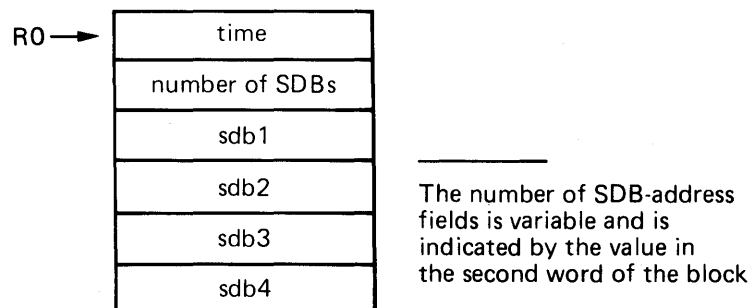 R0
time
number of SDBs
sdb1
sdb2
sdb3
sdb4
The number of SDB-address
fields is variable and is
indicated by the value in
the second word of the block